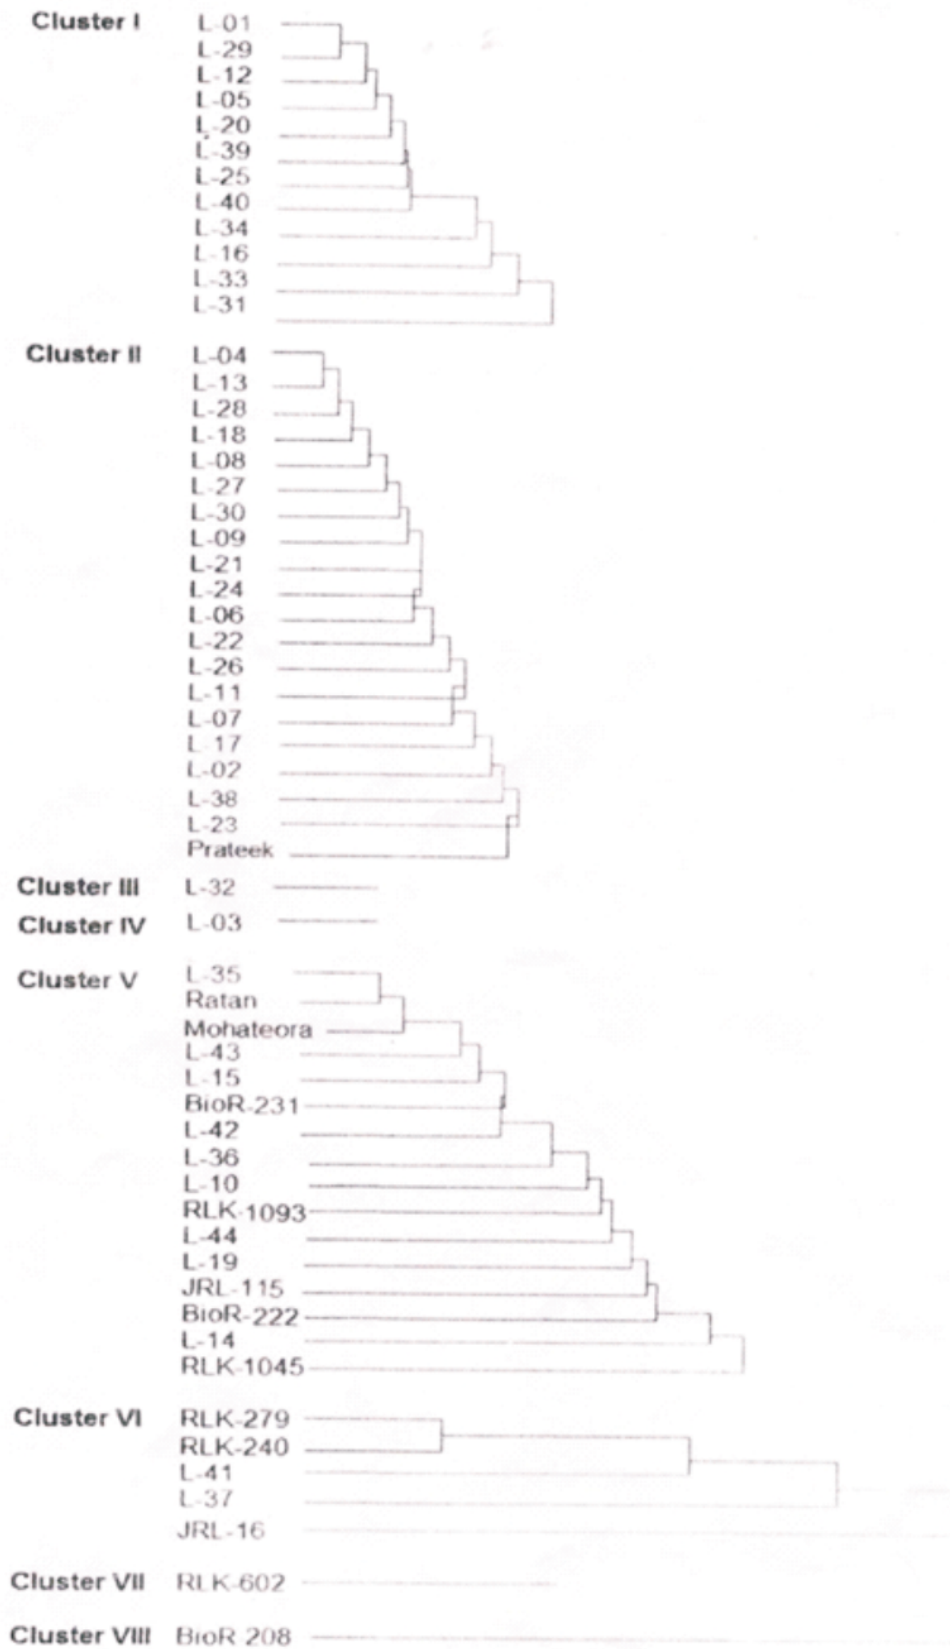 Cluster I L-01
L-29
L-12
L-05
L-20
L-39
L-25
L-40
L-34
L-16
L-33
L-31
Cluster II L-04
L-13
L-28
L-18
L-08
L-27
L-30
L-09
L-21
L-24
L-06
L-22
L-26
L-11
L-07
L-17
L-02
L-38
L-23
Prateek
Cluster III L-32
Cluster IV L-03
Cluster V L-35
Ratan
Mohateora
L-43
L-15
BioR-231
L-42
L-36
L-10
RLK-1093
L-44
L-19
JRL-115
BioR-222
L-14
RLK-1045
Cluster VI RLK-279
RLK-240
L-41
L-37
JRL-16
Cluster VII RLK-602
Cluster VIII BioR 208